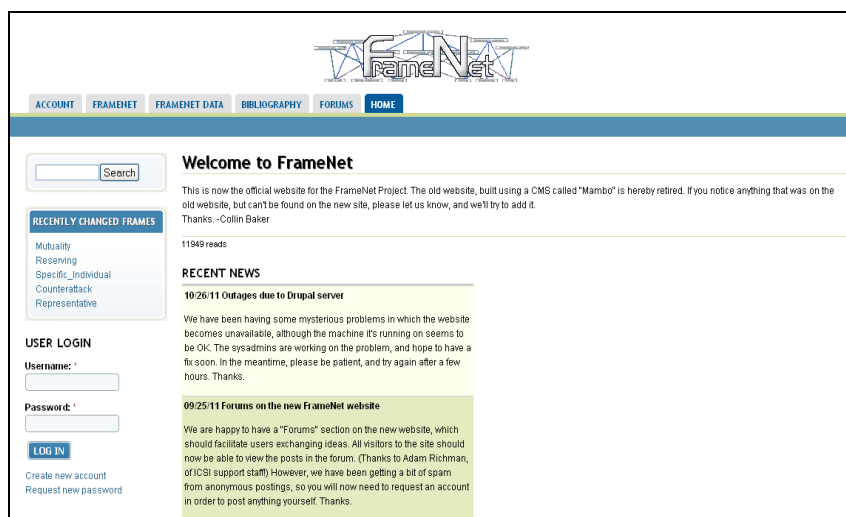 FrameNet
ACCOUNT FRAMENET FRAMENET DATA BIBLIOGRAPHY FORUMS HOME
Search
RECENTLY CHANGED FRAMES
Mutuality
Reserving
Specific_Individual
Counterattack
Representative
USER LOGIN
Username: *
Password: *
LOG IN
Create new account
Request new password
Welcome to FrameNet
This is now the official website for the FrameNet Project. The old website, built using a CMS called "Mambo" is hereby retired. If you notice anything that was on the
old website, but can't be found on the new site, please let us know, and we'll try to add it.
Thanks. -Collin Baker
11949 reads
RECENT NEWS
10/26/11 Outages due to Drupal server
We have been having some mysterious problems in which the website
becomes unavailable, although the machine it's running on seems to
be OK. The sysadmins are working on the problem, and hope to have a
fix soon. In the meantime, please be patient, and try again after a few
hours. Thanks.
09/25/11 Forums on the new FrameNet website
We are happy to have a "Forums" section on the new website, which
should facilitate users exchanging ideas. All visitors to the site should
now be able to view the posts in the forum. (Thanks to Adam Richman,
of ICSI support staff!) However, we have been getting a bit of spam
from anonymous postings, so you will now need to request an account
in order to post anything yourself. Thanks.